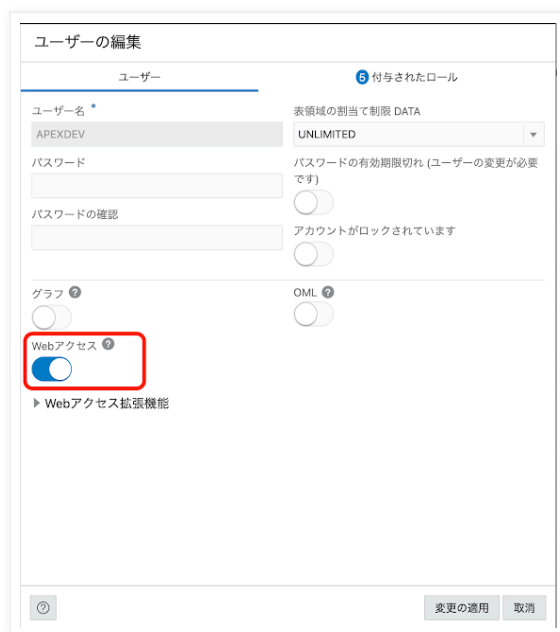 ユーザーの編集
ユーザー
5 付与されたロール
ユーザー名 *
APEXDEV
パスワード
パスワードの確認
表領域の割当て制限 DATA
UNLIMITED
パスワードの有効期限切れ (ユーザーの変更が必要
です)
アカウントがロックされています
グラフ ?
OML ?
Webアクセス ?
Webアクセス拡張機能
?
変更の適用
取消